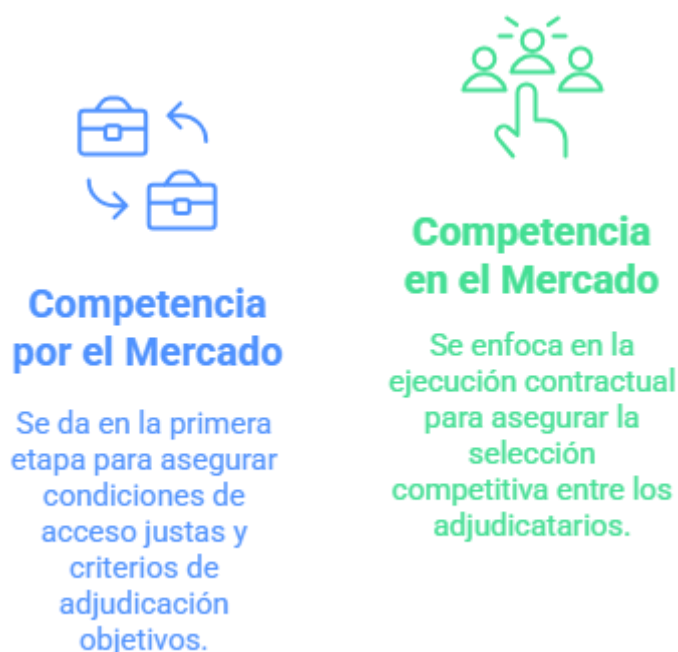 Competencia
por el Mercado
Se da en la primera
etapa para asegurar
condiciones de
acceso justas y
criterios de
adjudicación
objetivos.
Competencia
en el Mercado
Se enfoca en la
ejecución contractual
para asegurar la
selección
competitiva entre los
adjudicatarios.